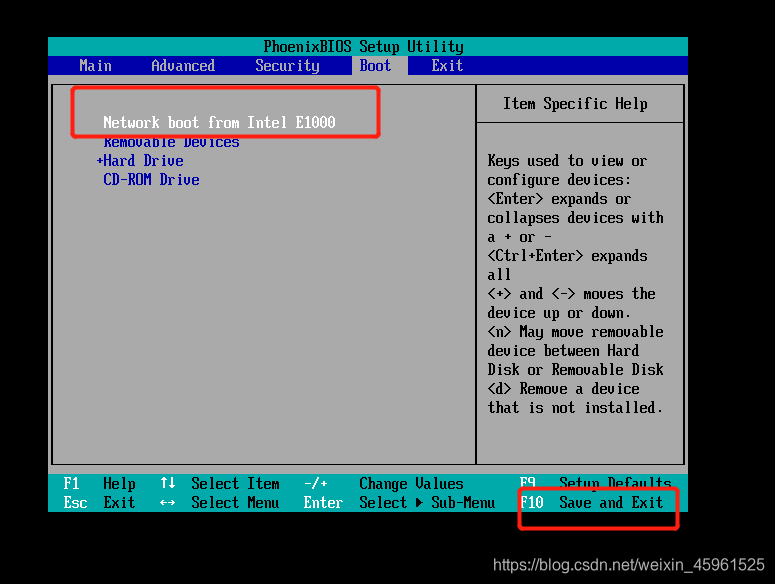 PhoenixBIOS Setup Utility
Main Advanced Security Boot Exit
Network boot from Intel E1000
Removable Devices
+Hard Drive
CD-ROM Drive
Item Specific Help
Keys used to view or
configure devices:
<Enter> expands or
collapses devices with
a + or -
<Ctrl+Enter> expands
all
<+> and <-> moves the
device up or down.
<n> May move removable
device between Hard
Disk or Removable Disk
<d> Remove a device
that is not installed.
F1 Help ↑↓ Select Item -/+ Change Values F9 Setup Defaults
Esc Exit ↔ Select Menu Enter Select ▶ Sub-Menu F10 Save and Exit
https://blog.csdn.net/weixin_45961525